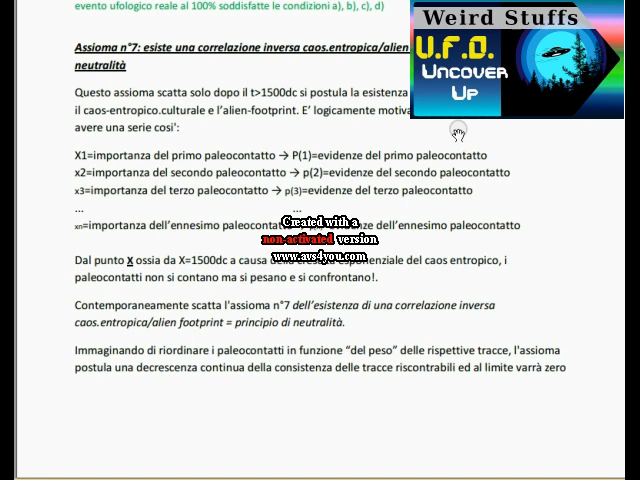 evento ufologico reale al 100% soddisfatte le condizioni a), b), c), d)
Weird Stuffs
U.F.O.
UNCOVER
UP
Assioma n°7: esiste una correlazione inversa caos.entropica/alien
neutralità
Questo assioma scatta solo dopo il t>1500dc si postula la esistenza
il caos-entropico.culturale e l'alien-footprint. E' logicamente motiva
avere una serie cosi':
X1=importanza del primo paleocontatto → P(1)=evidenze del primo paleocontatto
x2=importanza del secondo paleocontatto → p(2)=evidenze del secondo paleocontatto
x3=importanza del terzo paleocontatto → p(3)=evidenze del terzo paleocontatto
... ...
xn=importanza dell'ennesimo paleocontatto evidenze dell'ennesimo paleocontatto
Created with a
non-activated version
www.avs4you.com
Dal punto X ossia da X=1500dc a causa della crescita esponenziale del caos entropico, i
paleocontatti non si contano ma si pesano e si confrontano!.
Contemporaneamente scatta l'assioma n°7 dell'esistenza di una correlazione inversa
caos.entropica/alien footprint = principio di neutralità.
Immaginando di riordinare i paleocontatti in funzione "del peso" delle rispettive tracce, l'assioma
postula una decrescenza continua della consistenza delle tracce riscontrabili ed al limite varrà zero